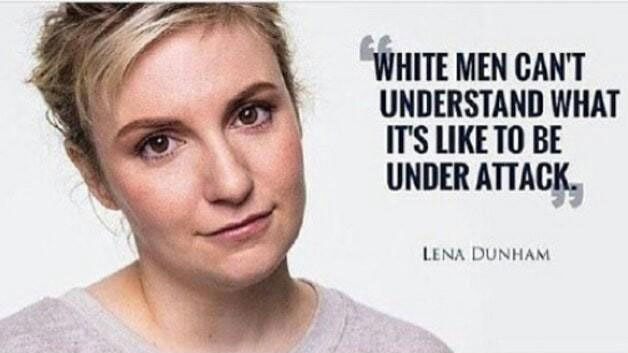 “WHITE MEN CAN'T
UNDERSTAND WHAT
IT'S LIKE TO BE
UNDER ATTACK.”
LENA DUNHAM